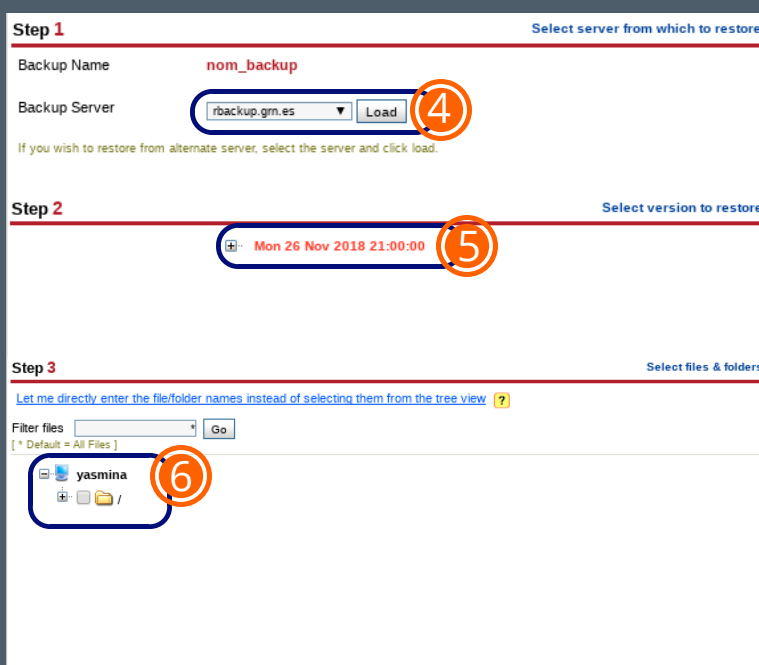 Step 1 Select server from which to restore
Backup Name nom_backup
Backup Server rbackup.grn.es ▼ Load 4
If you wish to restore from alternate server, select the server and click load.
Step 2 Select version to restore
Mon 26 Nov 2018 21:00:00 5
Step 3 Select files & folders
Let me directly enter the file/folder names instead of selecting them from the tree view ?
Filter files * Go
[ * Default = All Files ]
yasmina 6
/